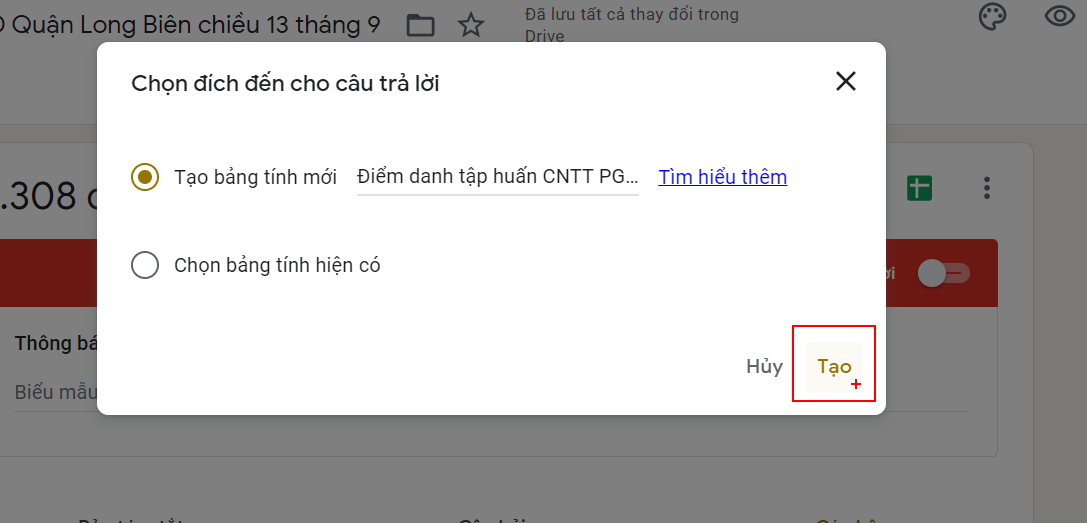 Quận Long Biên chiều 13 tháng 9
Đã lưu tất cả thay đổi trong
Drive
Chọn đích đến cho câu trả lời
.308
Tạo bảng tính mới Điểm danh tập huấn CNTT PG... Tìm hiểu thêm
Chọn bảng tính hiện có
Thông bá
Biểu mẫu
Hủy Tạo